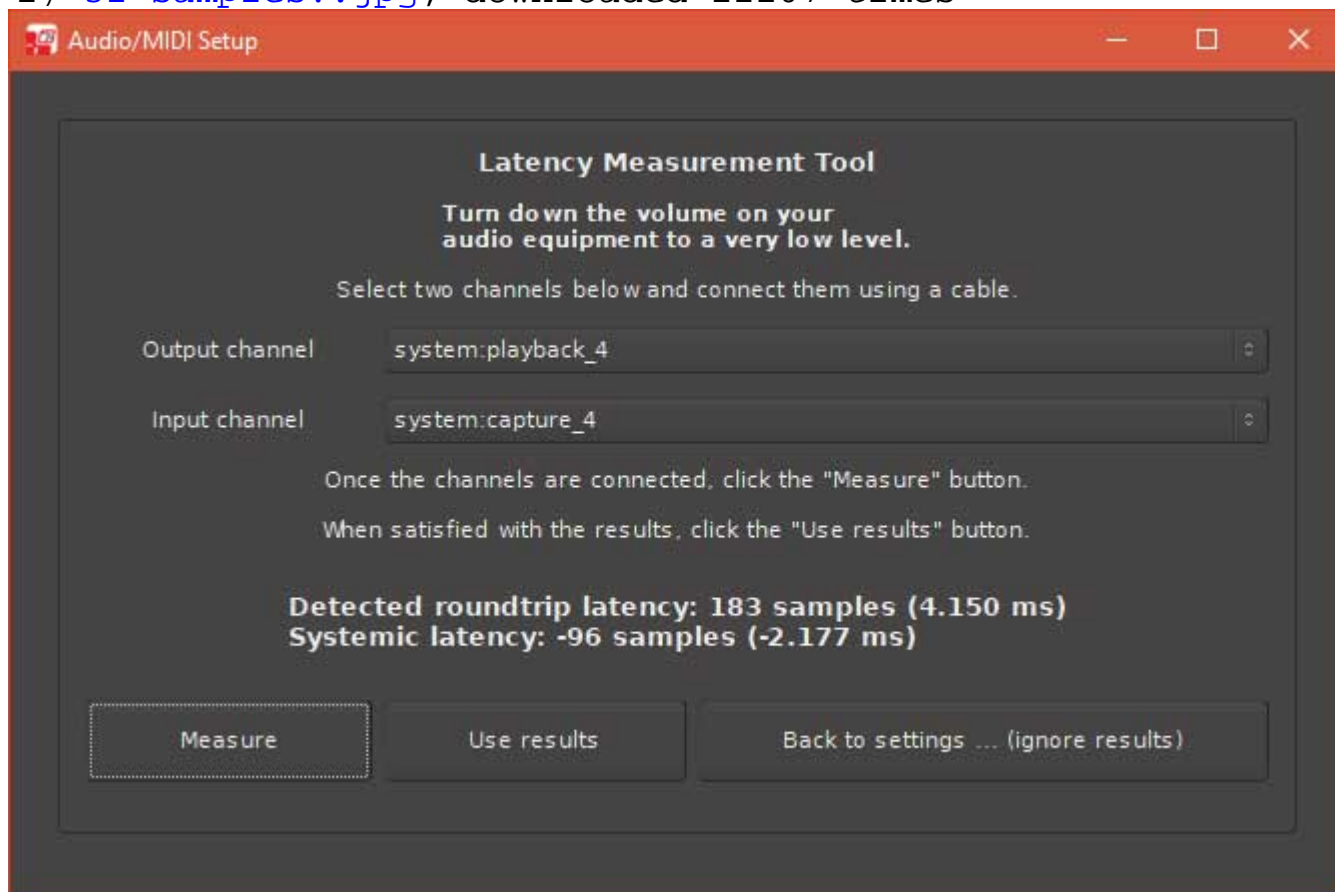 Audio/MIDI Setup
Latency Measurement Tool
Turn down the volume on your
audio equipment to a very low level.
Select two channels below and connect them using a cable.
Output channel system:playback_4
Input channel system:capture_4
Once the channels are connected, click the "Measure" button.
When satisfied with the results, click the "Use results" button.
Detected roundtrip latency: 183 samples (4.150 ms)
Systemic latency: -96 samples (-2.177 ms)
Measure Use results Back to settings ... (ignore results)